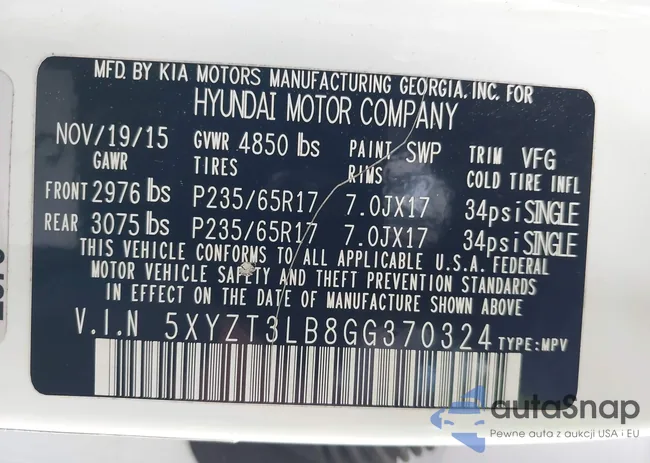 MFD. BY KIA MOTORS MANUFACTURING GEORGIA, INC. FOR
HYUNDAI MOTOR COMPANY
NOV/19/15 GVWR 4850 lbs PAINT SWP TRIM VFG
GAWR TIRES RIMS COLD TIRE INFL
FRONT 2976 lbs P235/65R17 7.0JX17 34psi SINGLE
REAR 3075 lbs P235/65R17 7.0JX17 34psi SINGLE
THIS VEHICLE CONFORMS TO ALL APPLICABLE U.S.A. FEDERAL
MOTOR VEHICLE SAFETY AND THEFT PREVENTION STANDARDS
IN EFFECT ON THE DATE OF MANUFACTURE SHOWN ABOVE
V.I.N 5XYZT3LB8GG370324 TYPE:MPV
autoSnap
Pewne auta z aukcji USA i EU